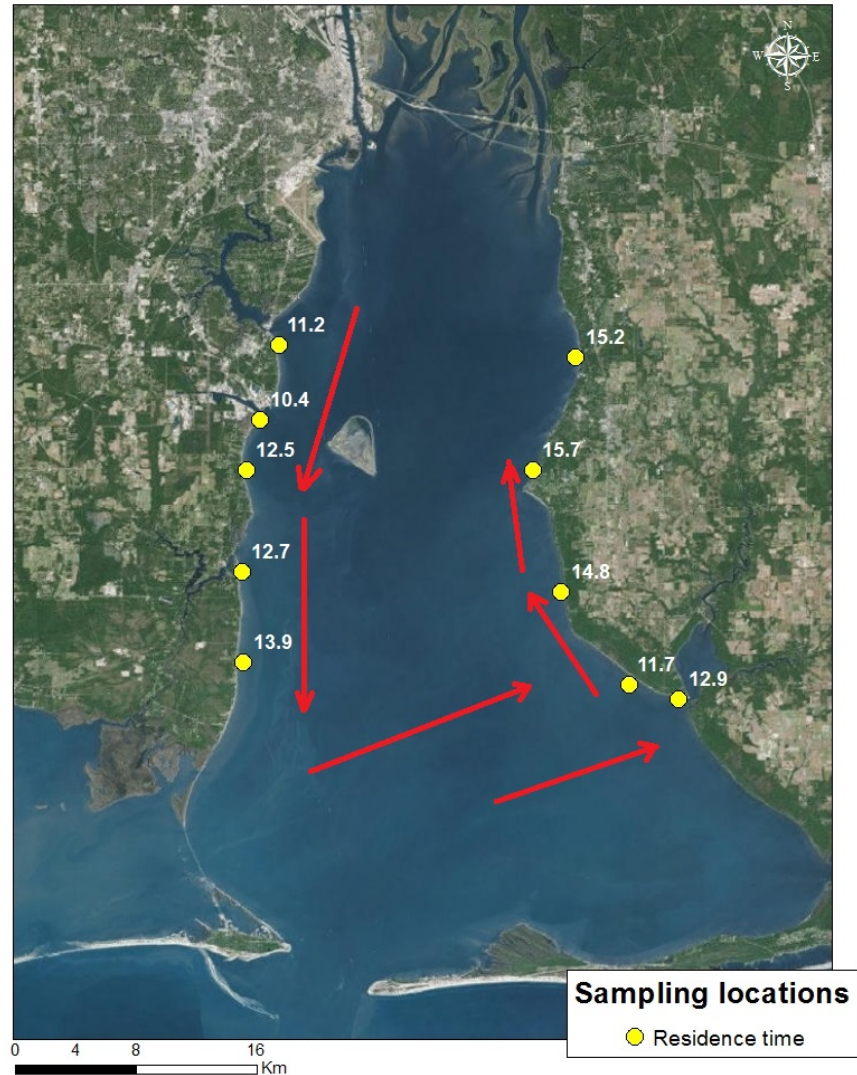 N
W E
S
11.2
15.2
10.4
12.5
15.7
12.7
14.8
13.9
11.7
12.9
Sampling locations
Residence time
0 4 8 16
Km